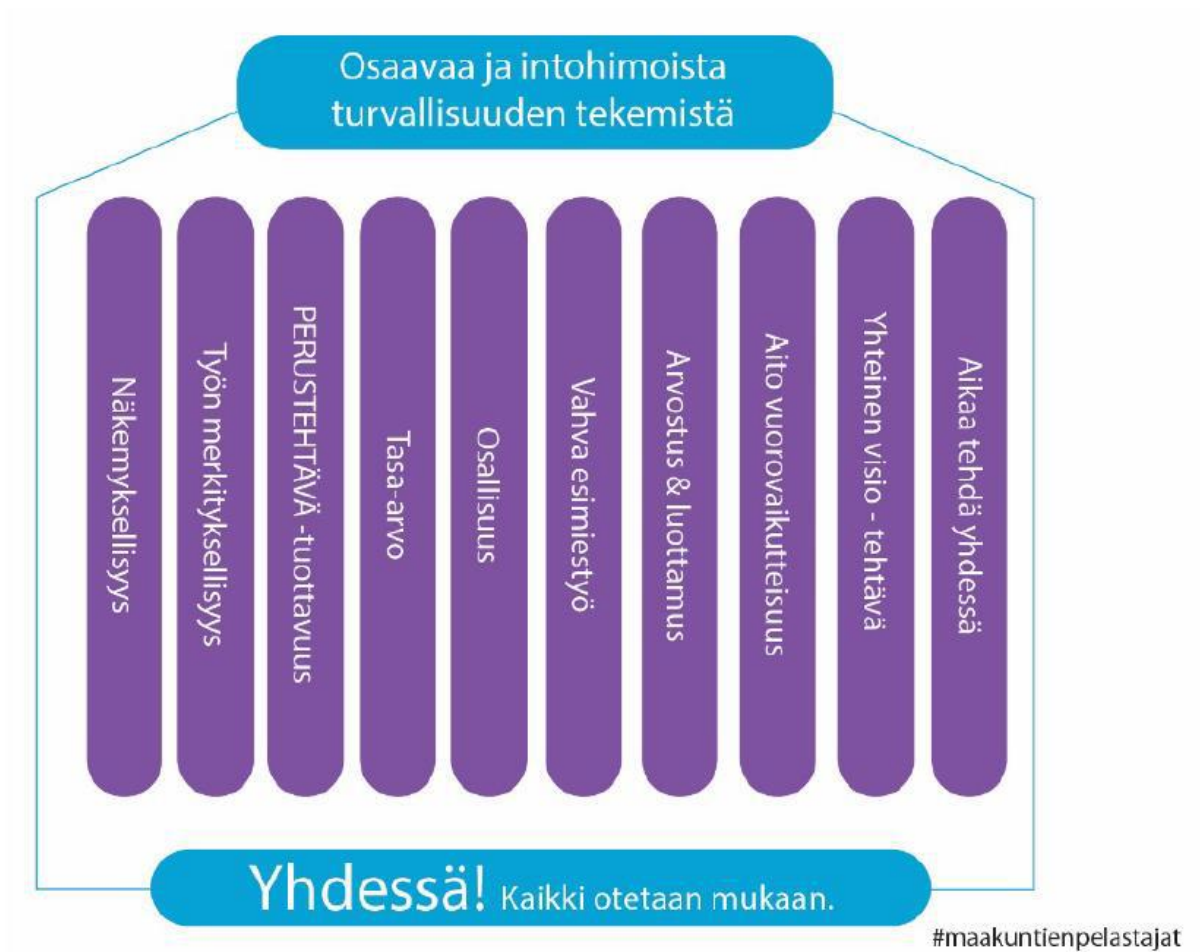 Osaavaa ja intohimoista
turvallisuuden tekemistä
Näkemyksellisyys
Työn merkityksellisyys
PERUSTEHTÄVÄ -tuottavuus
Tasa-arvo
Osallisuus
Vahva esimiestyö
Arvostus & luottamus
Aito vuorovaikutteisuus
Yhteinen visio - tehtävä
Aikaa tehdä yhdessä
Yhdessä! Kaikki otetaan mukaan.
#maakuntienpelastajat